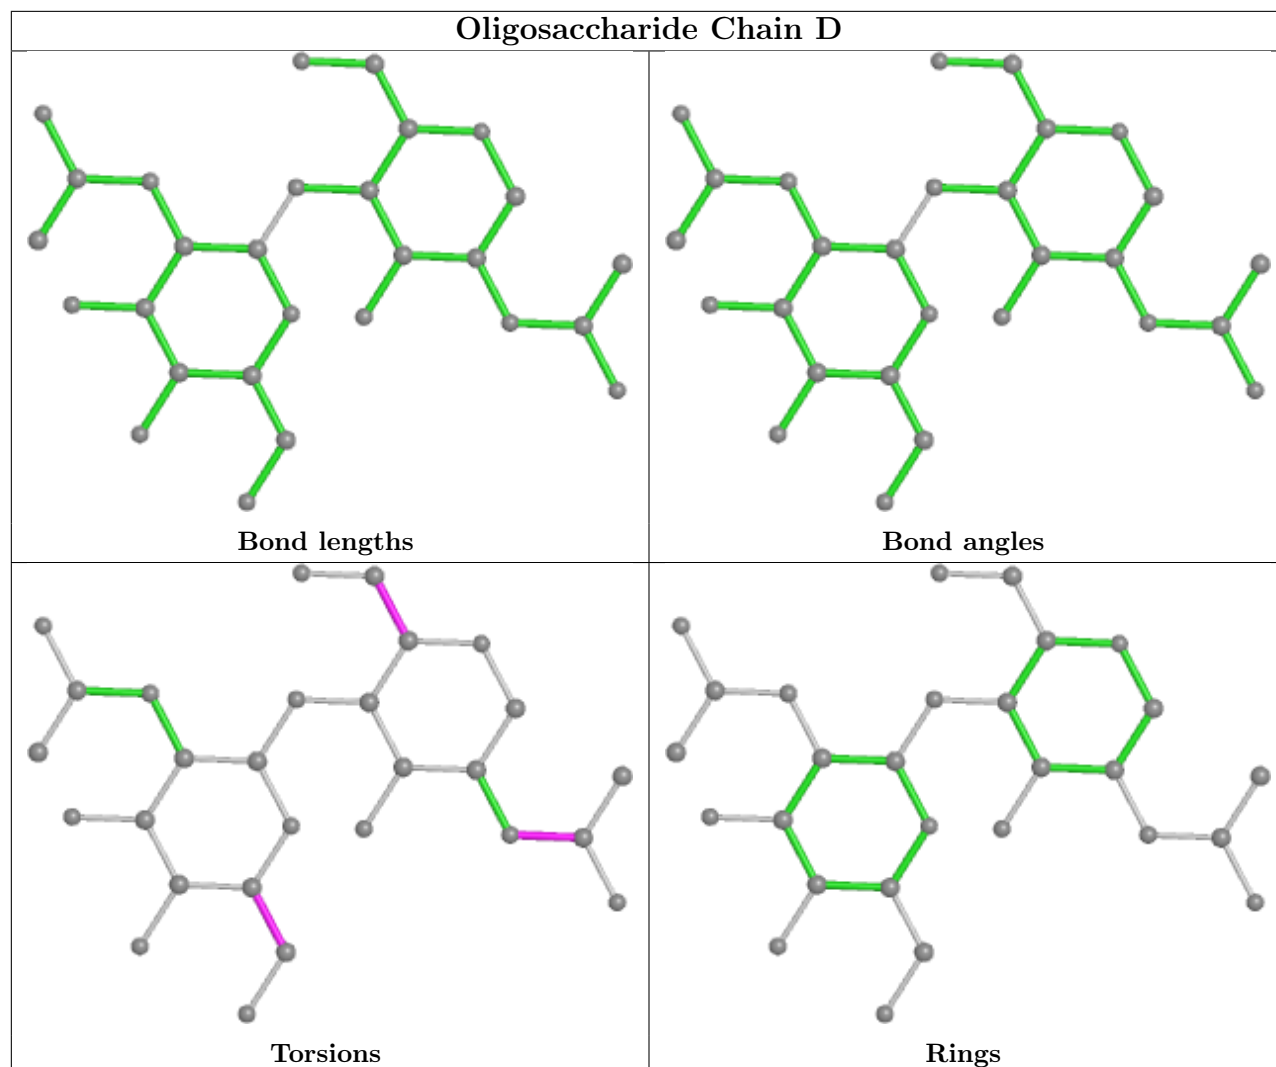 Oligosaccharide Chain D
Bond lengths
Bond angles
Torsions
Rings